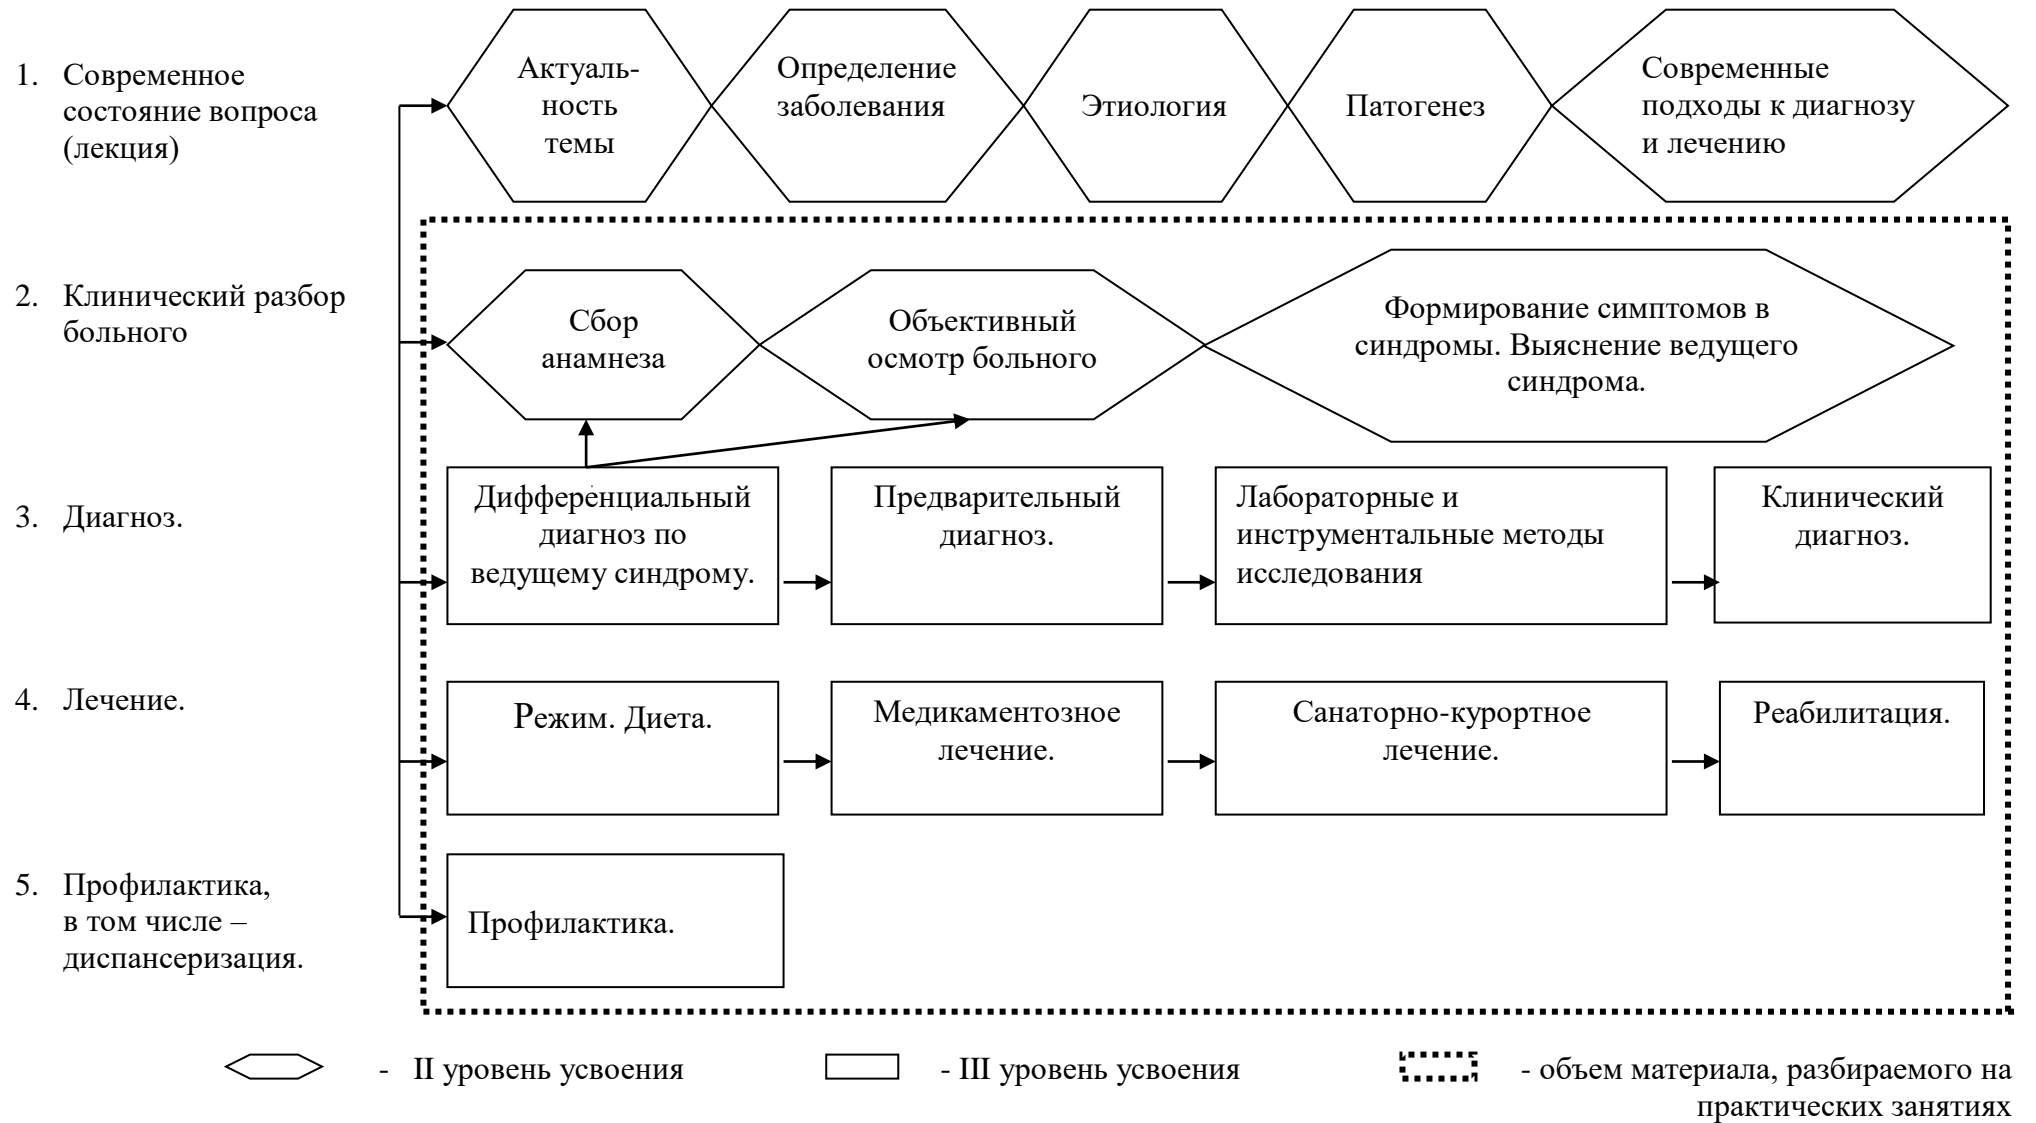 1. Современное
состояние вопроса
(лекция)
Актуаль-
ность
темы
Определение
заболевания
Этиология
Патогенез
Современные
подходы к диагнозу
и лечению
2. Клинический разбор
больного
Сбор
анамнеза
Объективный
осмотр больного
Формирование симптомов в
синдромы. Выяснение ведущего
синдрома.
3. Диагноз.
Дифференциальный
диагноз по
ведущему синдрому.
Предварительный
диагноз.
Лабораторные и
инструментальные методы
исследования
Клинический
диагноз.
4. Лечение.
Режим. Диета.
Медикаментозное
лечение.
Санаторно-курортное
лечение.
Реабилитация.
5. Профилактика,
в том числе –
диспансеризация.
Профилактика.
- II уровень усвоения
- III уровень усвоения
- объем материала, разбираемого на
практических занятиях